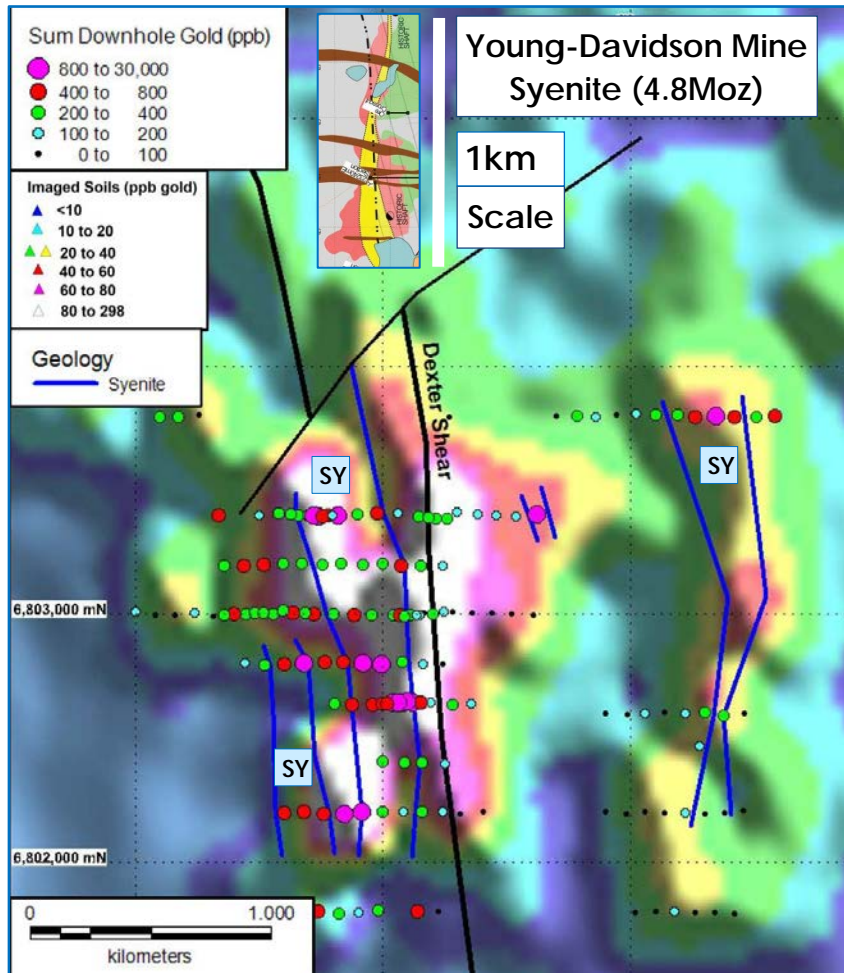 Sum Downhole Gold (ppb)
800 to 30,000
400 to 800
200 to 400
100 to 200
0 to 100
Imaged Soils (ppb gold)
<10
10 to 20
20 to 40
40 to 60
60 to 80
80 to 298
Geology
Syenite
Young-Davidson Mine
Syenite (4.8Moz)
1km
Scale
Dexter Shear
SY
SY
SY
6,803,000 mN
6,802,000 mN
0 1.000
kilometers